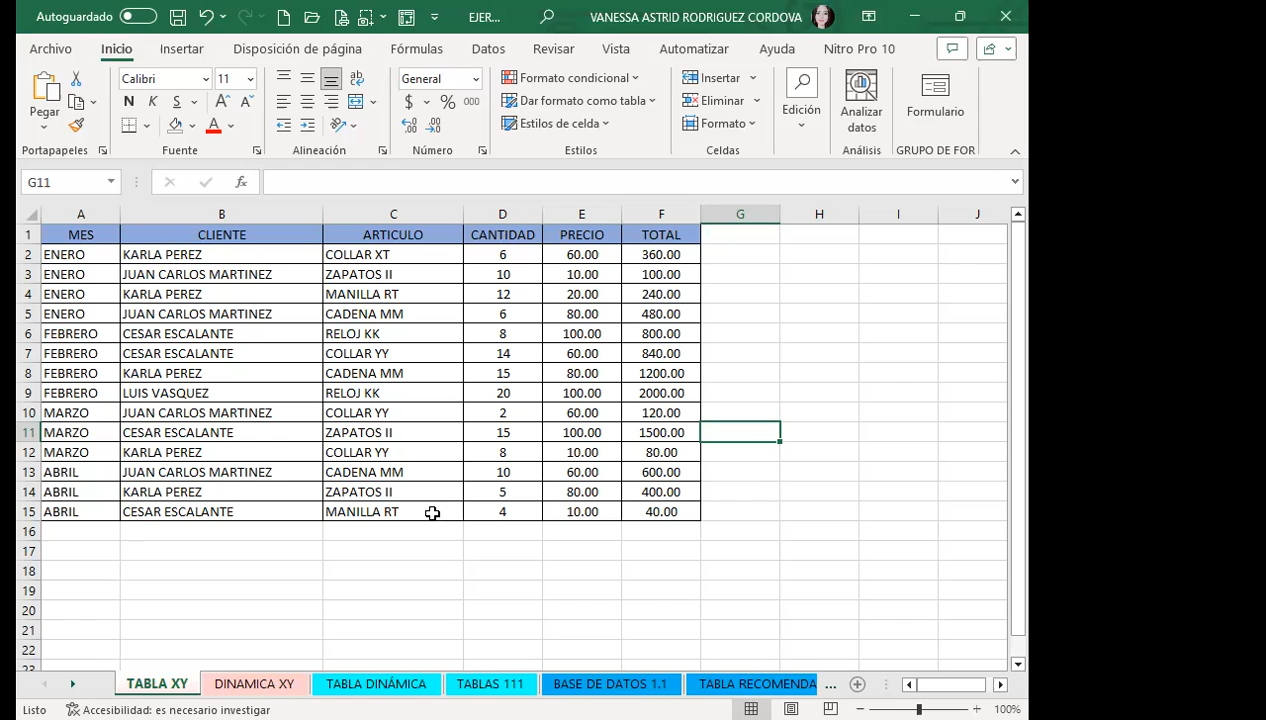 Autoguardado EJER... VANESSA ASTRID RODRIGUEZ CORDOVA
Archivo Inicio Insertar Disposición de página Fórmulas Datos Revisar Vista Automatizar Ayuda Nitro Pro 10
Pegar Calibri 11 General Formato condicional Insertar Edición Analizar datos Formulario
N K S $ % 000 Dar formato como tabla Eliminar
Estilos de celda Formato
Portapapeles Fuente Alineación Número Estilos Celdas Análisis GRUPO DE FOR
G11 fx
A B C D E F G H I J
1 MES CLIENTE ARTICULO CANTIDAD PRECIO TOTAL
2 ENERO KARLA PEREZ COLLAR XT 6 60.00 360.00
3 ENERO JUAN CARLOS MARTINEZ ZAPATOS II 10 10.00 100.00
4 ENERO KARLA PEREZ MANILLA RT 12 20.00 240.00
5 ENERO JUAN CARLOS MARTINEZ CADENA MM 6 80.00 480.00
6 FEBRERO CESAR ESCALANTE RELOJ KK 8 100.00 800.00
7 FEBRERO CESAR ESCALANTE COLLAR YY 14 60.00 840.00
8 FEBRERO KARLA PEREZ CADENA MM 15 80.00 1200.00
9 FEBRERO LUIS VASQUEZ RELOJ KK 20 100.00 2000.00
10 MARZO JUAN CARLOS MARTINEZ COLLAR YY 2 60.00 120.00
11 MARZO CESAR ESCALANTE ZAPATOS II 15 100.00 1500.00
12 MARZO KARLA PEREZ COLLAR YY 8 10.00 80.00
13 ABRIL JUAN CARLOS MARTINEZ CADENA MM 10 60.00 600.00
14 ABRIL KARLA PEREZ ZAPATOS II 5 80.00 400.00
15 ABRIL CESAR ESCALANTE MANILLA RT 4 10.00 40.00
16
17
18
19
20
21
22
23
TABLA XY DINAMICA XY TABLA DINÁMICA TABLAS 111 BASE DE DATOS 1.1 TABLA RECOMENDA ...
Listo Accesibilidad: es necesario investigar 100%